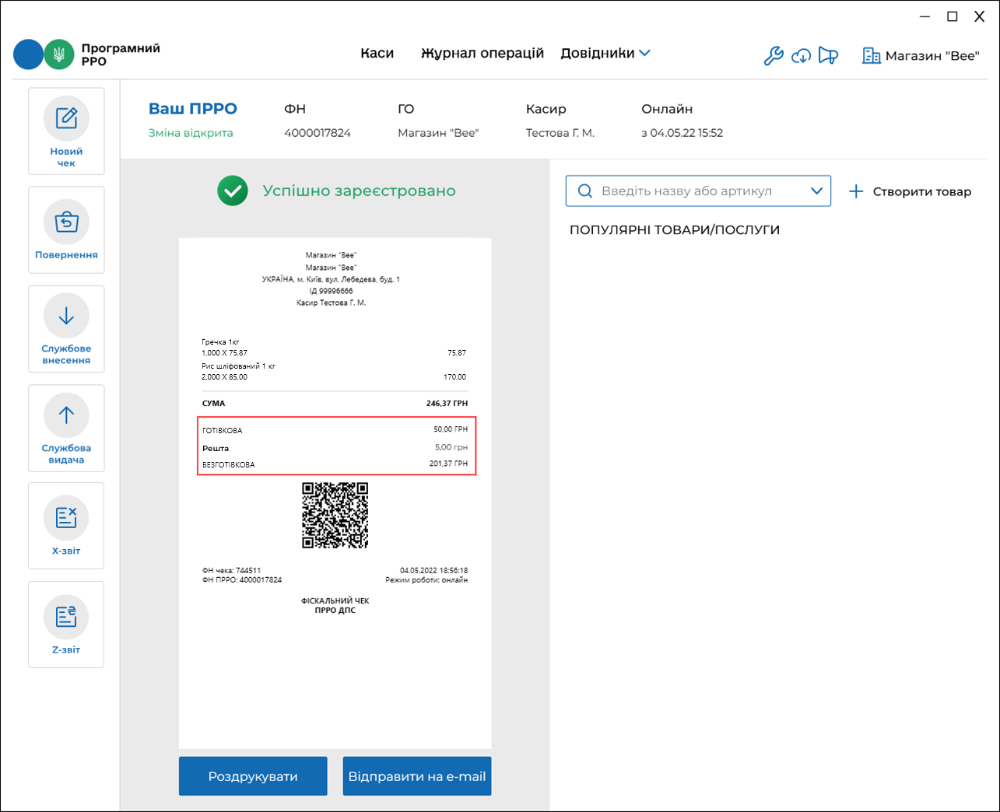 Програмний
РРО
Каси
Журнал операцій
Довідники
Магазин "Bee"
Новий
чек
Повернення
Службове
внесення
Службова
видача
X-звіт
Z-звіт
Ваш ПРРО
ФН
ГО
Касир
Онлайн
Зміна відкрита
4000017824
Магазин "Bee"
Тестова Г. М.
з 04.05.22 15:52
Успішно зареєстровано
Магазин "Bee"
Магазин "Bee"
УКРАЇНА, м. Київ, вул. Лебедева, буд. 1
ІД 99996666
Касир Тестова Г. М.
Гречка 1кг
1,000 X 75,87 75,87
Рис шліфований 1 кг
2,000 X 85,00 170,00
СУМА 246,37 ГРН
ГОТІВКОВА 50,00 ГРН
Решта 5,00 грн
БЕЗГОТІВКОВА 201,37 ГРН
ФН чека: 744511 04.05.2022 18:56:18
ФН ПРРО: 4000017824 Режим роботи: онлайн
ФІСКАЛЬНИЙ ЧЕК
ПРРО ДПС
Роздрукувати
Відправити на e-mail
Введіть назву або артикул
Створити товар
ПОПУЛЯРНІ ТОВАРИ/ПОСЛУГИ